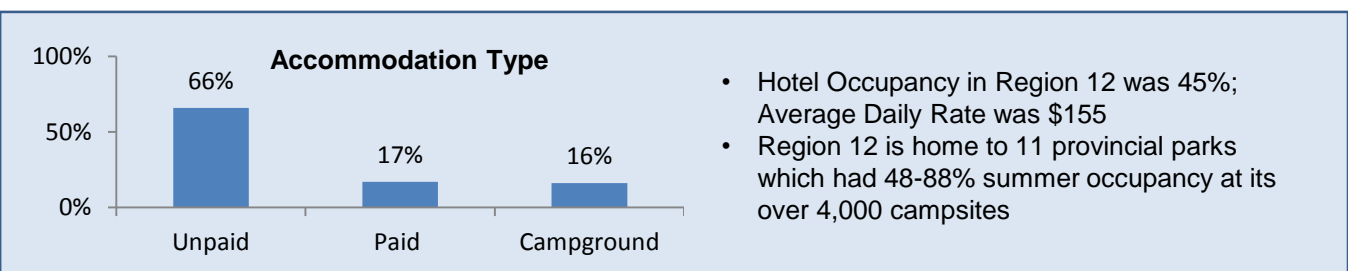 Accommodation Type
100%
50%
0%
66%
17%
16%
Unpaid Paid Campground
• Hotel Occupancy in Region 12 was 45%;
Average Daily Rate was $155
• Region 12 is home to 11 provincial parks
which had 48-88% summer occupancy at its
over 4,000 campsites